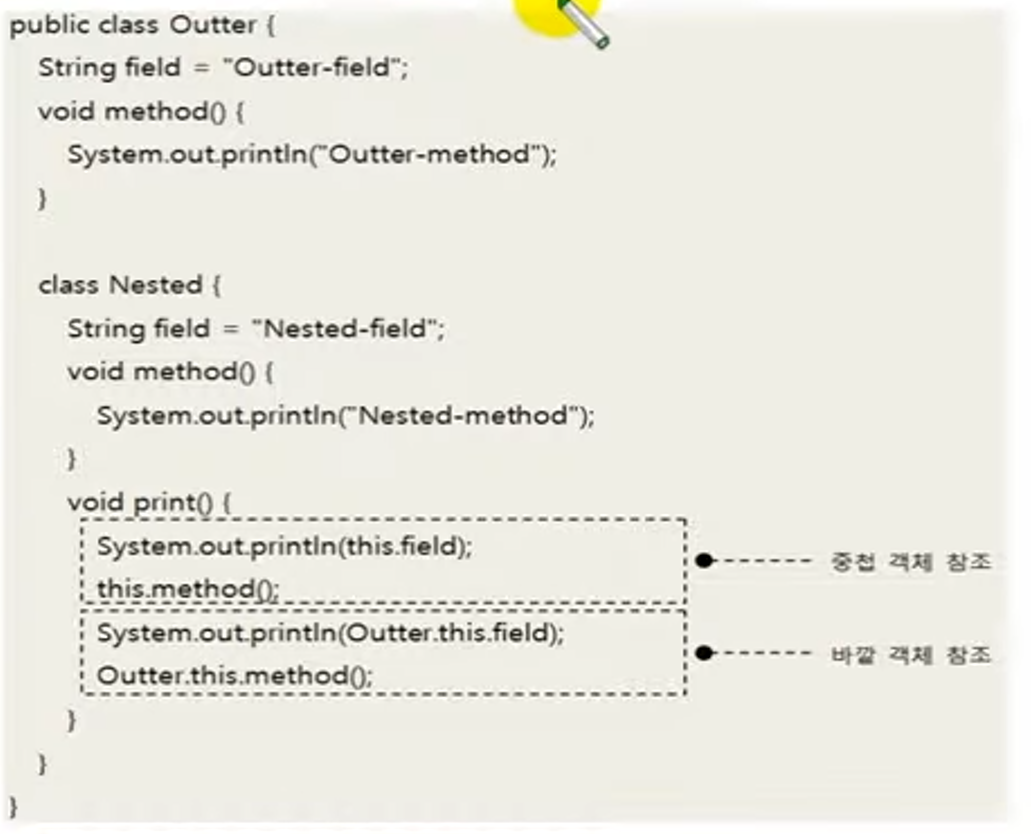 public class Outter {
String field = "Outter-field";
void method() {
System.out.println("Outter-method");
}
class Nested {
String field = "Nested-field";
void method() {
System.out.println("Nested-method");
}
void print() {
System.out.println(this.field);
this.method();
중첩 객체 참조
System.out.println(Outter.this.field);
Outter.this.method();
바깥 객체 참조
}
}
}